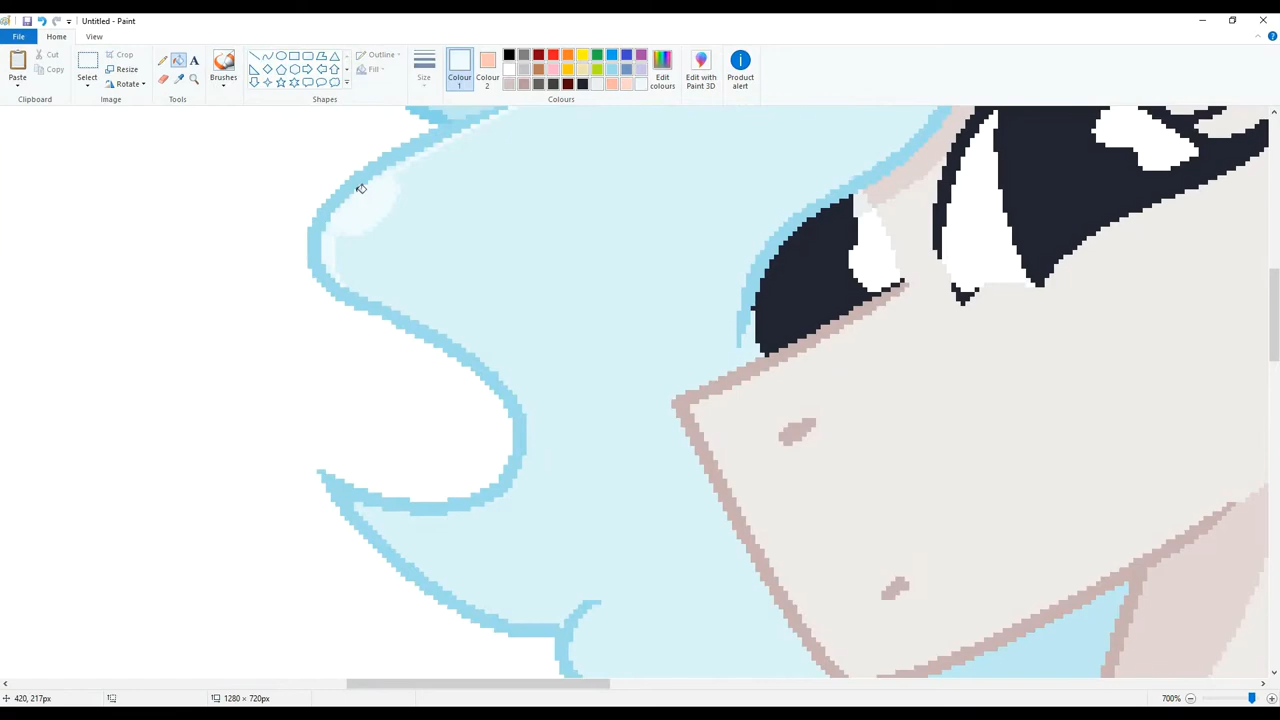 Untitled - Paint
File Home View
Paste
Cut
Copy
Clipboard
Select
Crop
Resize
Rotate
Image
A
Tools
Brushes
Outline
Fill
Shapes
Size
Colour
1
Colour
2
Edit
colours
Colours
Edit with
Paint 3D
Product
alert
420, 217px
1280 × 720px
700%